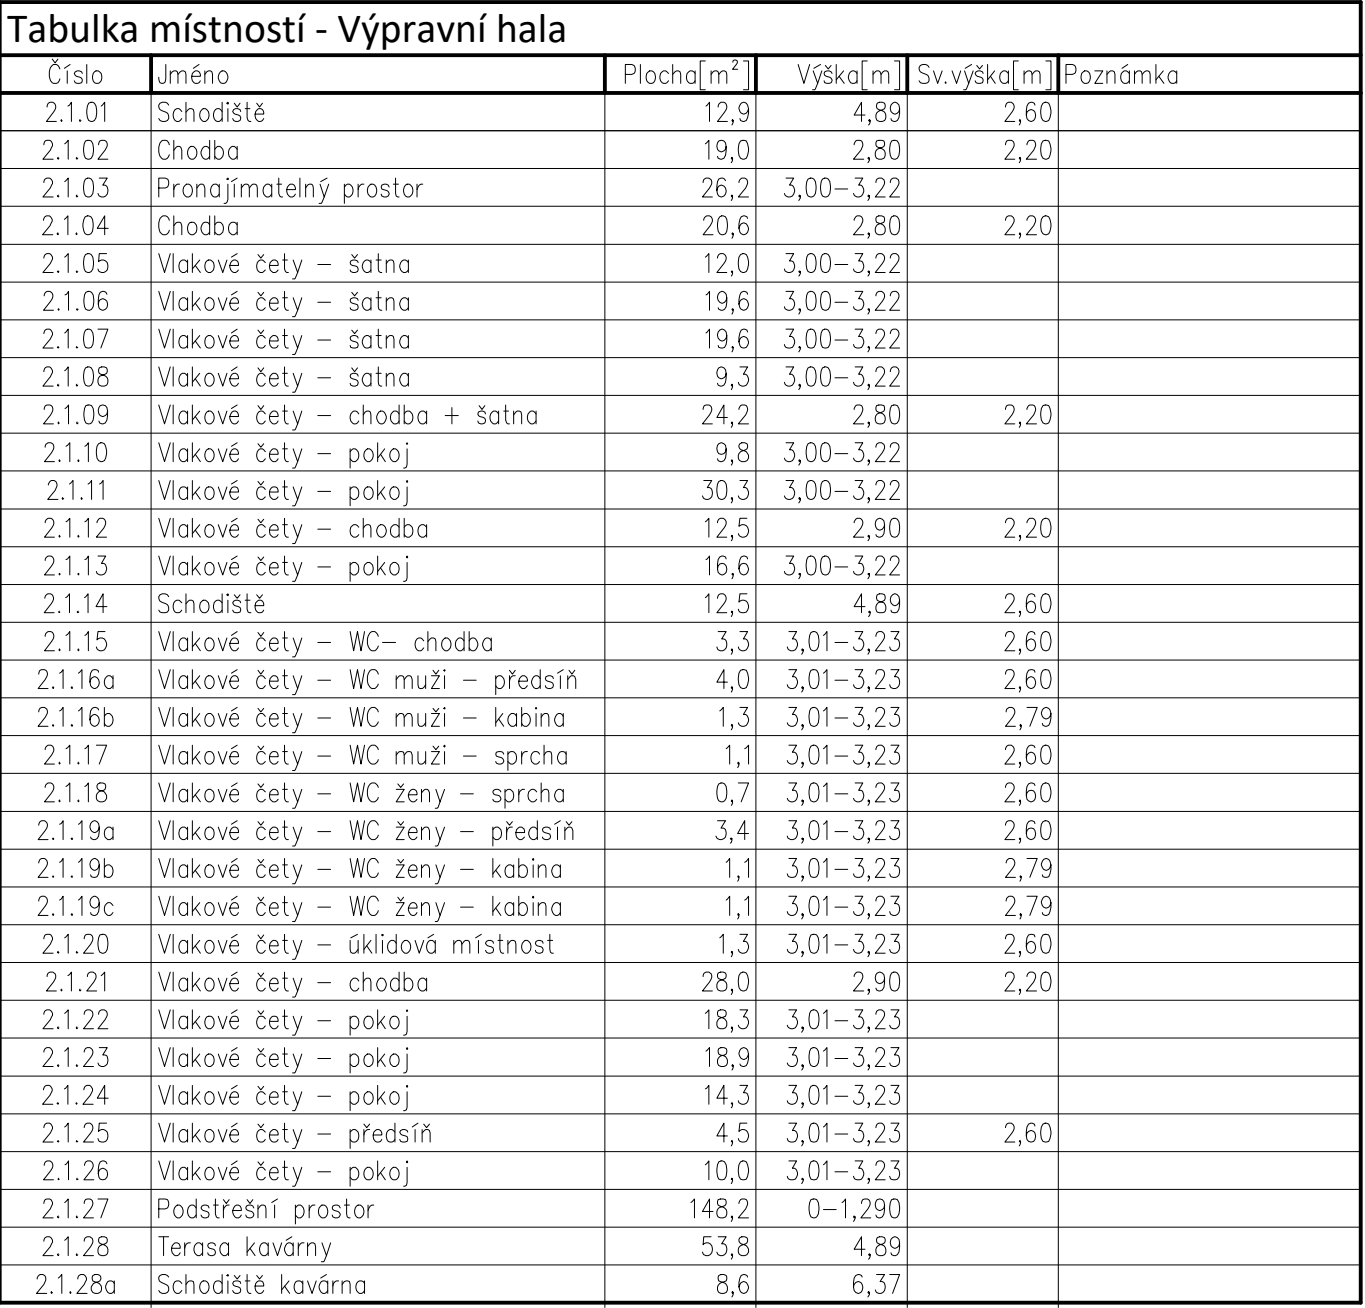 Tabulka místností - Výpravní hala
Číslo Jméno Plocha[m²] Výška[m] Sv.výška[m] Poznámka
2.1.01 Schodiště 12,9 4,89 2,60
2.1.02 Chodba 19,0 2,80 2,20
2.1.03 Pronajímatelný prostor 26,2 3,00–3,22
2.1.04 Chodba 20,6 2,80 2,20
2.1.05 Vlakové čety – šatna 12,0 3,00–3,22
2.1.06 Vlakové čety – šatna 19,6 3,00–3,22
2.1.07 Vlakové čety – šatna 19,6 3,00–3,22
2.1.08 Vlakové čety – šatna 9,3 3,00–3,22
2.1.09 Vlakové čety – chodba + šatna 24,2 2,80 2,20
2.1.10 Vlakové čety – pokoj 9,8 3,00–3,22
2.1.11 Vlakové čety – pokoj 30,3 3,00–3,22
2.1.12 Vlakové čety – chodba 12,5 2,90 2,20
2.1.13 Vlakové čety – pokoj 16,6 3,00–3,22
2.1.14 Schodiště 12,5 4,89 2,60
2.1.15 Vlakové čety – WC– chodba 3,3 3,01–3,23 2,60
2.1.16a Vlakové čety – WC muži – předsíň 4,0 3,01–3,23 2,60
2.1.16b Vlakové čety – WC muži – kabina 1,3 3,01–3,23 2,79
2.1.17 Vlakové čety – WC muži – sprcha 1,1 3,01–3,23 2,60
2.1.18 Vlakové čety – WC ženy – sprcha 0,7 3,01–3,23 2,60
2.1.19a Vlakové čety – WC ženy – předsíň 3,4 3,01–3,23 2,60
2.1.19b Vlakové čety – WC ženy – kabina 1,1 3,01–3,23 2,79
2.1.19c Vlakové čety – WC ženy – kabina 1,1 3,01–3,23 2,79
2.1.20 Vlakové čety – úklidová místnost 1,3 3,01–3,23 2,60
2.1.21 Vlakové čety – chodba 28,0 2,90 2,20
2.1.22 Vlakové čety – pokoj 18,3 3,01–3,23
2.1.23 Vlakové čety – pokoj 18,9 3,01–3,23
2.1.24 Vlakové čety – pokoj 14,3 3,01–3,23
2.1.25 Vlakové čety – předsíň 4,5 3,01–3,23 2,60
2.1.26 Vlakové čety – pokoj 10,0 3,01–3,23
2.1.27 Podstřešní prostor 148,2 0–1,290
2.1.28 Terasa kavárny 53,8 4,89
2.1.28a Schodiště kavárna 8,6 6,37